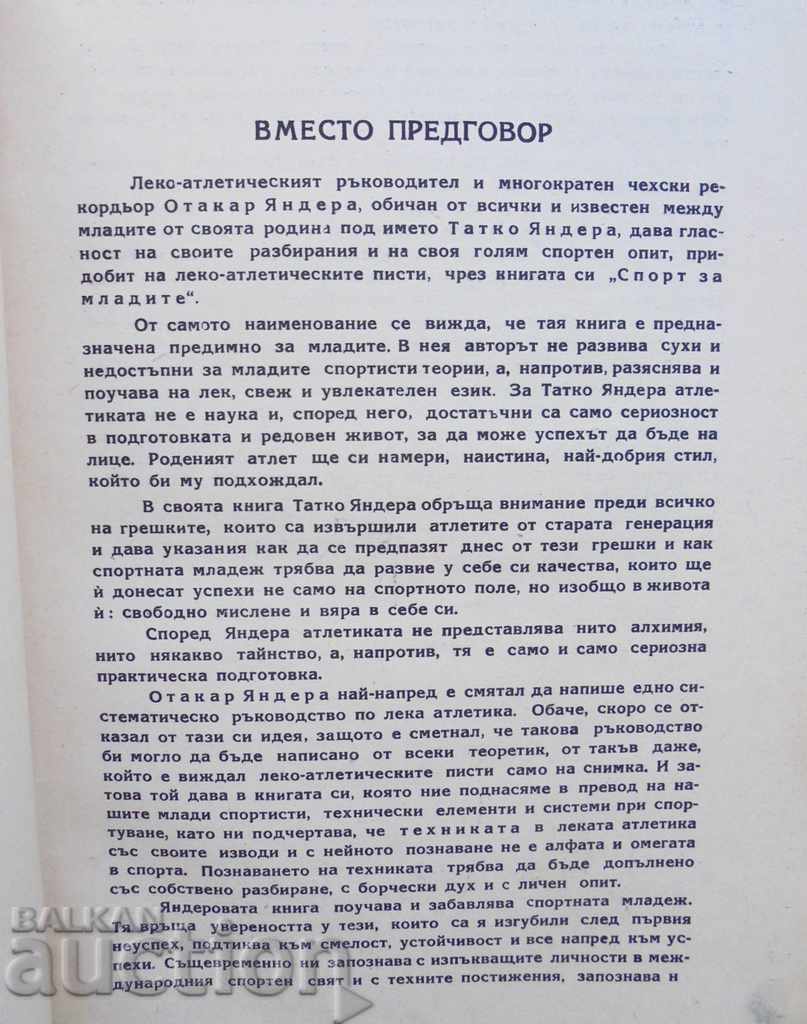 ВМЕСТО ПРЕДГОВОР
Леко-атлетическият ръководител и многократен чехски ре-
кордьор Отакар Яндера, обичан от всички и известен между
младите от своята родина под името Татко Яндера, дава глас-
ност на своите разбирания и на своя голям спортен опит, при-
добит на леко-атлетическите писти, чрез книгата си „Спорт за
младите“.
От самото наименование се вижда, че тая книга е предна-
значена предимно за младите. В нея авторът не развива сухи и
недостъпни за младите спортисти теории, а, напротив, разяснява и
поучава на лек, свеж и увлекателен език. За Татко Яндера атле-
тиката не е наука и, според него, достатъчни са само сериозност
в подготовката и редовен живот, за да може успехът да бъде на
лице. Роденият атлет ще си намери, наистина, най-добрия стил,
който би му подхождал.
В своята книга Татко Яндера обръща внимание преди всичко
на грешките, които са извършили атлетите от старата генерация
и дава указания как да се предпазят днес от тези грешки и как
спортната младеж трябва да развие у себе си качества, които ще
ѝ донесат успехи не само на спортното поле, но изобщо в живота
ѝ: свободно мислене и вяра в себе си.
Според Яндера атлетиката не представлява нито алхимия,
нито някакво тайнство, а, напротив, тя е само и само сериозна
практическа подготовка.
Отакар Яндера най-напред е смятал да напише едно си-
стематическо ръководство по лека атлетика. Обаче, скоро се от-
казал от тази си идея, защото е сметнал, че такова ръководство
би могло да бъде написано от всеки теоретик, от такъв даже,
който е виждал леко-атлетическите писти само на снимка. И за-
това той дава в книгата си, която ние поднасяме в превод на на-
шите млади спортисти, технически елементи и системи при спор-
туване, като ни подчертава, че техниката в леката атлетика
със своите изводи и с нейното познаване не е алфата и омегата
в спорта. Познаването на техниката трябва да бъде допълнено
със собствено разбиране, с борчески дух и с личен опит.
Яндеровата книга поучава и забавлява спортната младеж.
Тя връща увереността у тези, които са я изгубили след първия
неуспех, подтиква към смелост, устойчивост и все напред към ус-
пехи. Същевременно ни запознава с изпъкващите личности в меж-
дународния спортен свят и с техните постижения, запознава н
BALKAN
auction